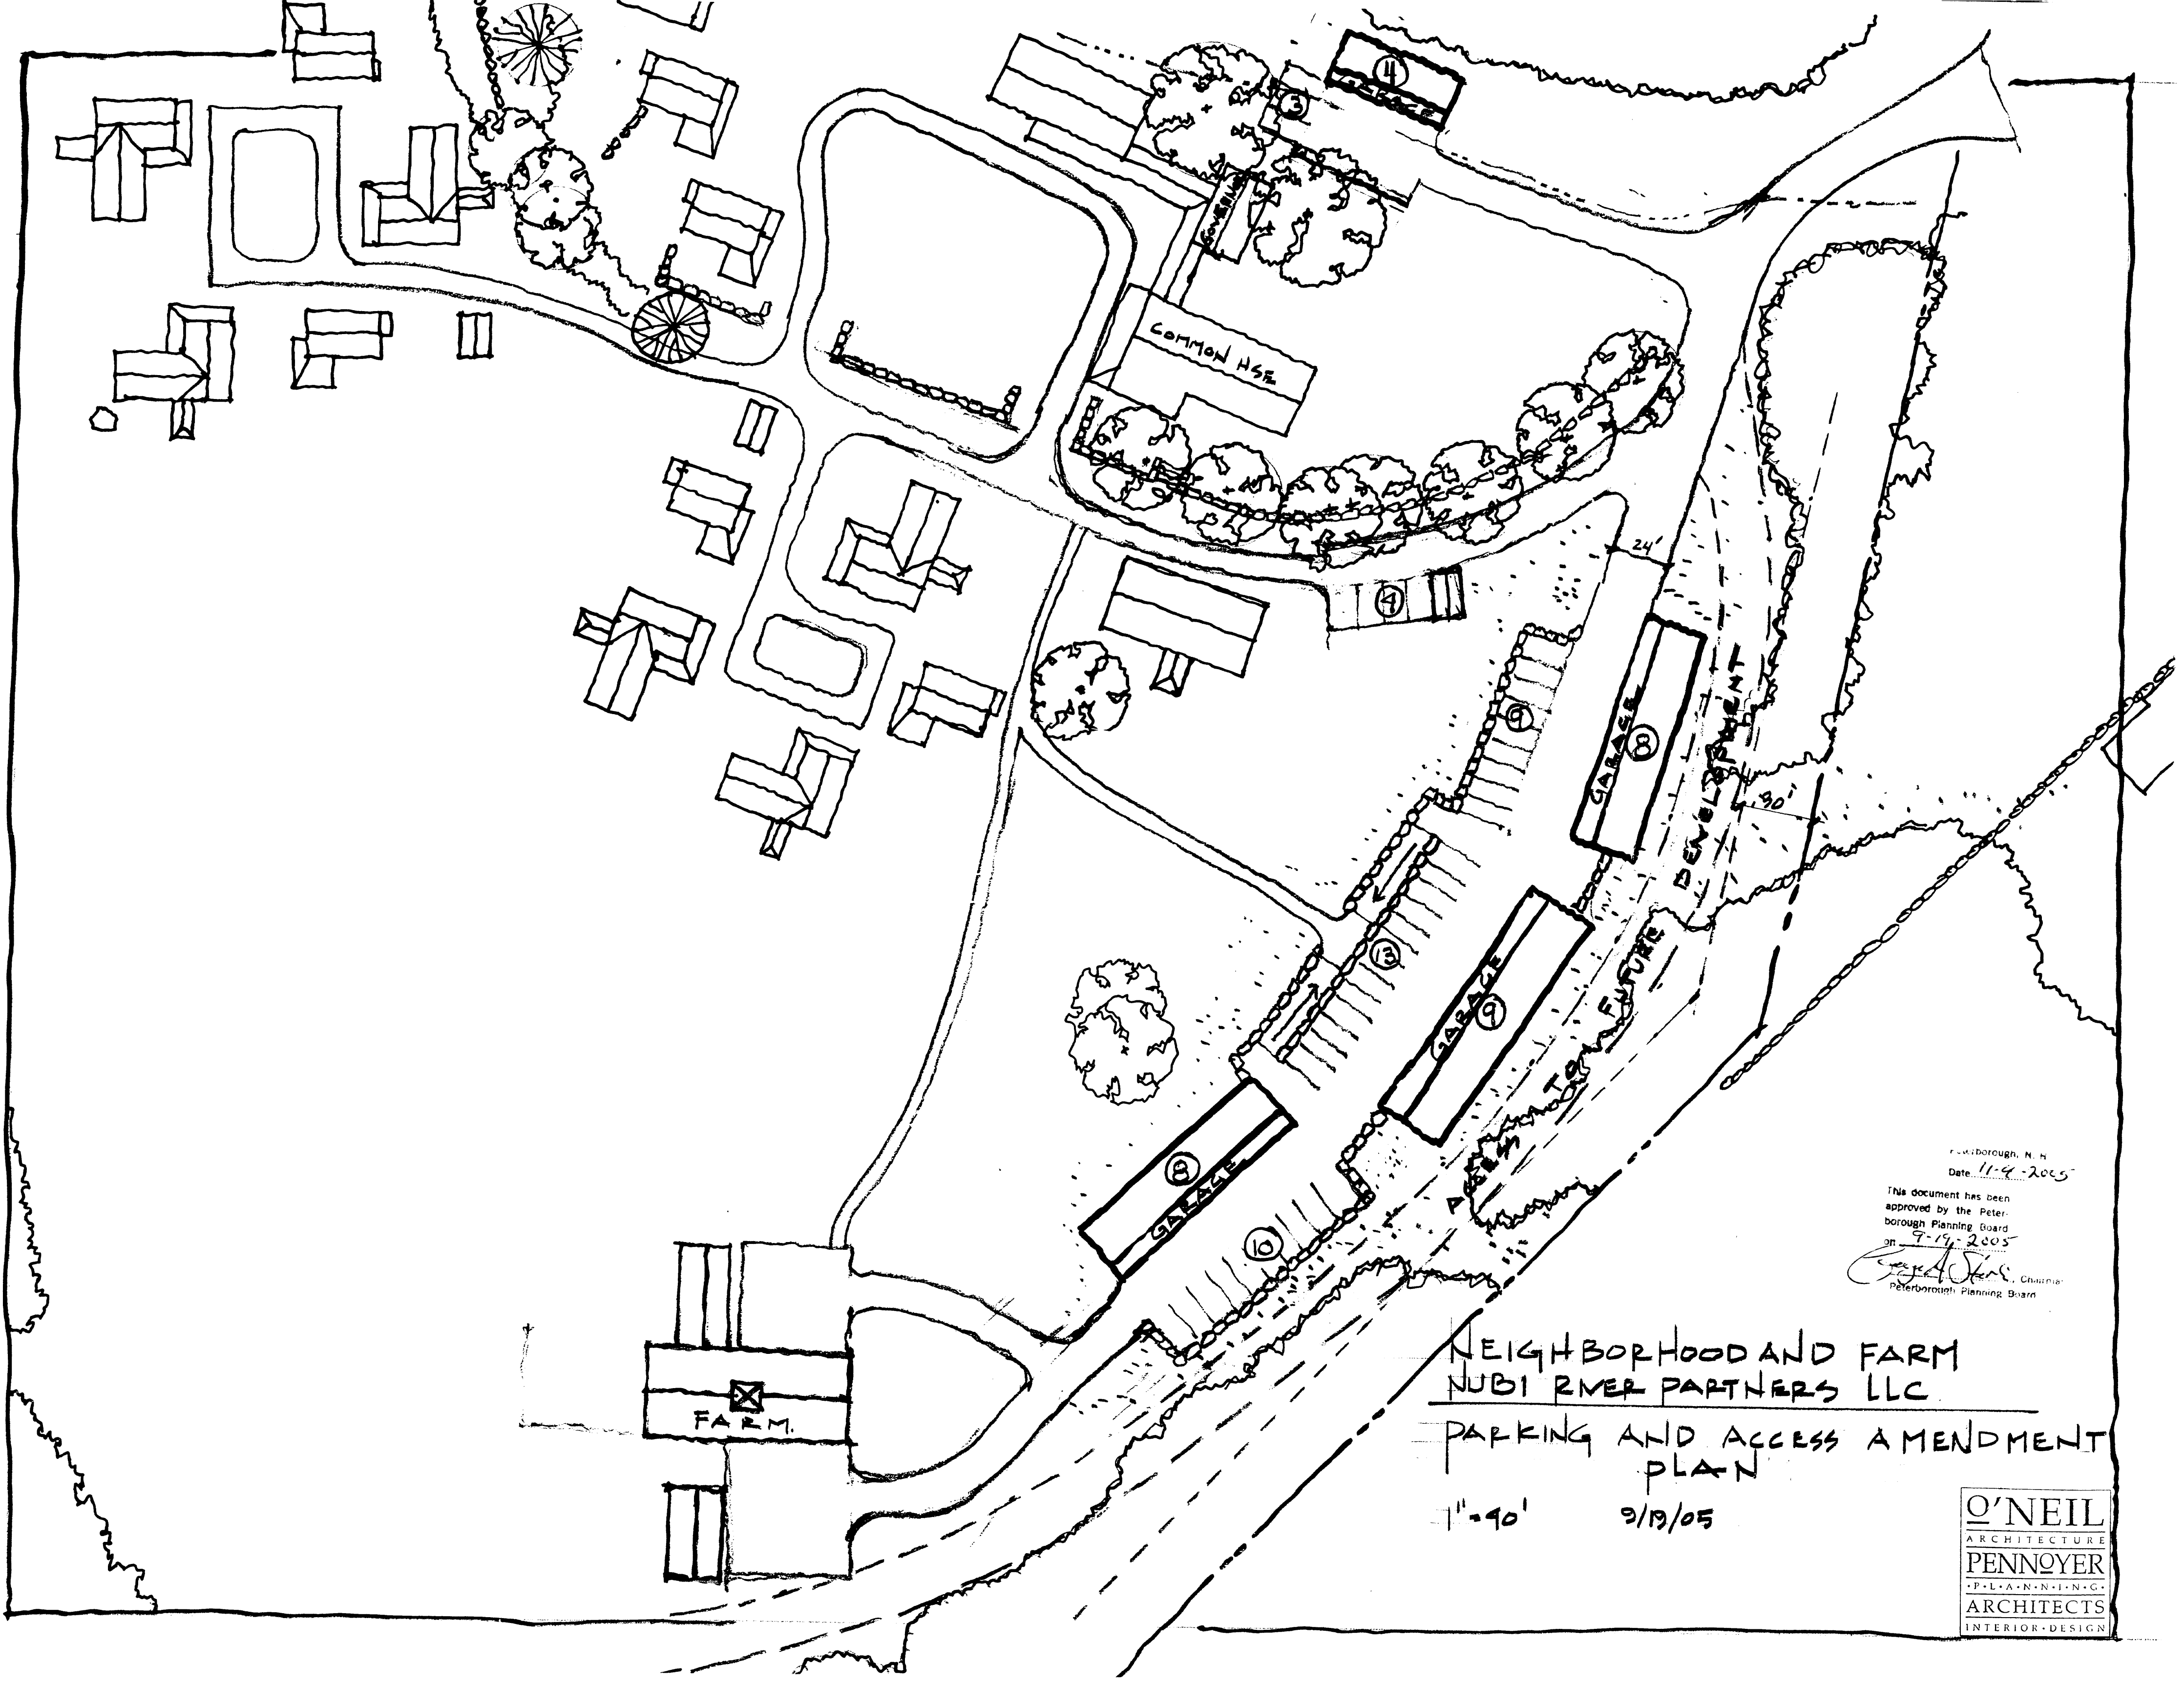 4
GARAGE
3
COVERED
COMMON HSE
24'
4
9
GARAGE
8
30'
13
GARAGE
9
ACCESS TO FUTURE DEVELOPMENT
8
GARAGE
10
FARM.
Peterborough, N. H
Date 11-9-2005
This document has been
approved by the Peter-
borough Planning Board
on 9-19-2005
, Chairman
Peterborough Planning Board
NEIGHBORHOOD AND FARM
NUBI RIVER PARTNERS LLC
PARKING AND ACCESS AMENDMENT
PLAN
1"=40' 9/19/05
O'NEIL
ARCHITECTURE
PENNOYER
·P·L·A·N·N·I·N·G·
ARCHITECTS
INTERIOR·DESIGN